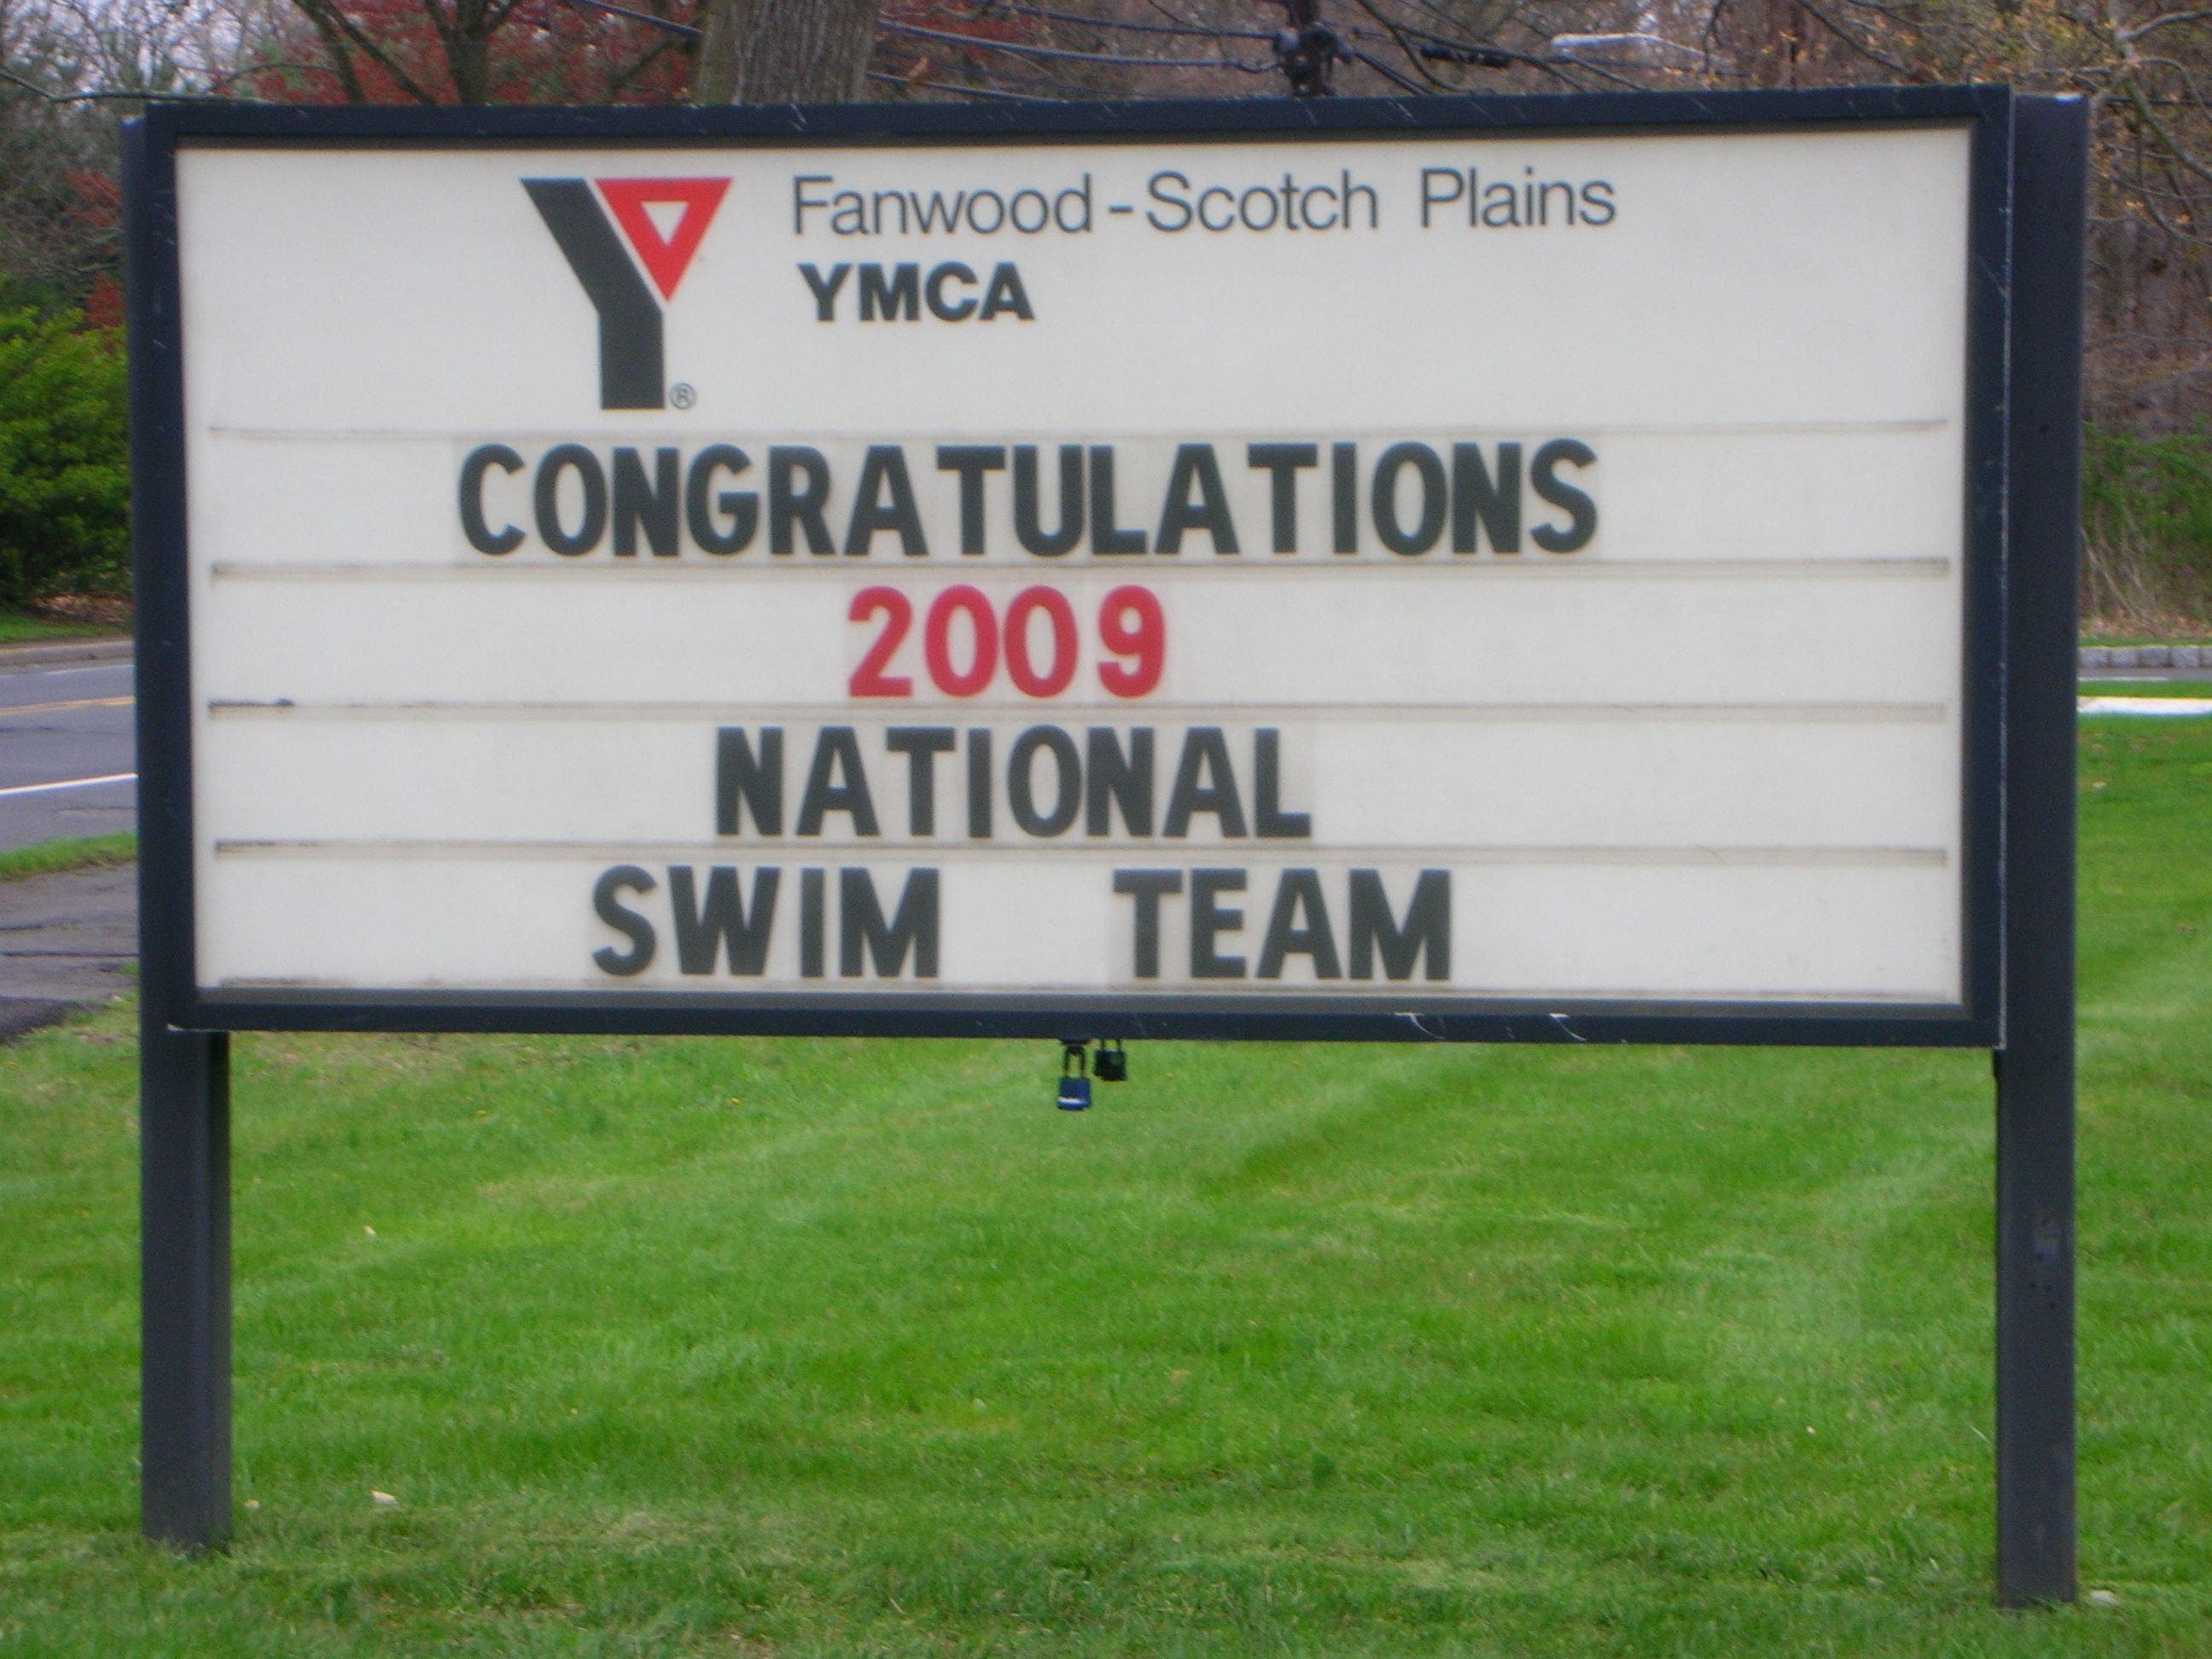 Fanwood - Scotch Plains
YMCA
CONGRATULATIONS
2009
NATIONAL
SWIM TEAM